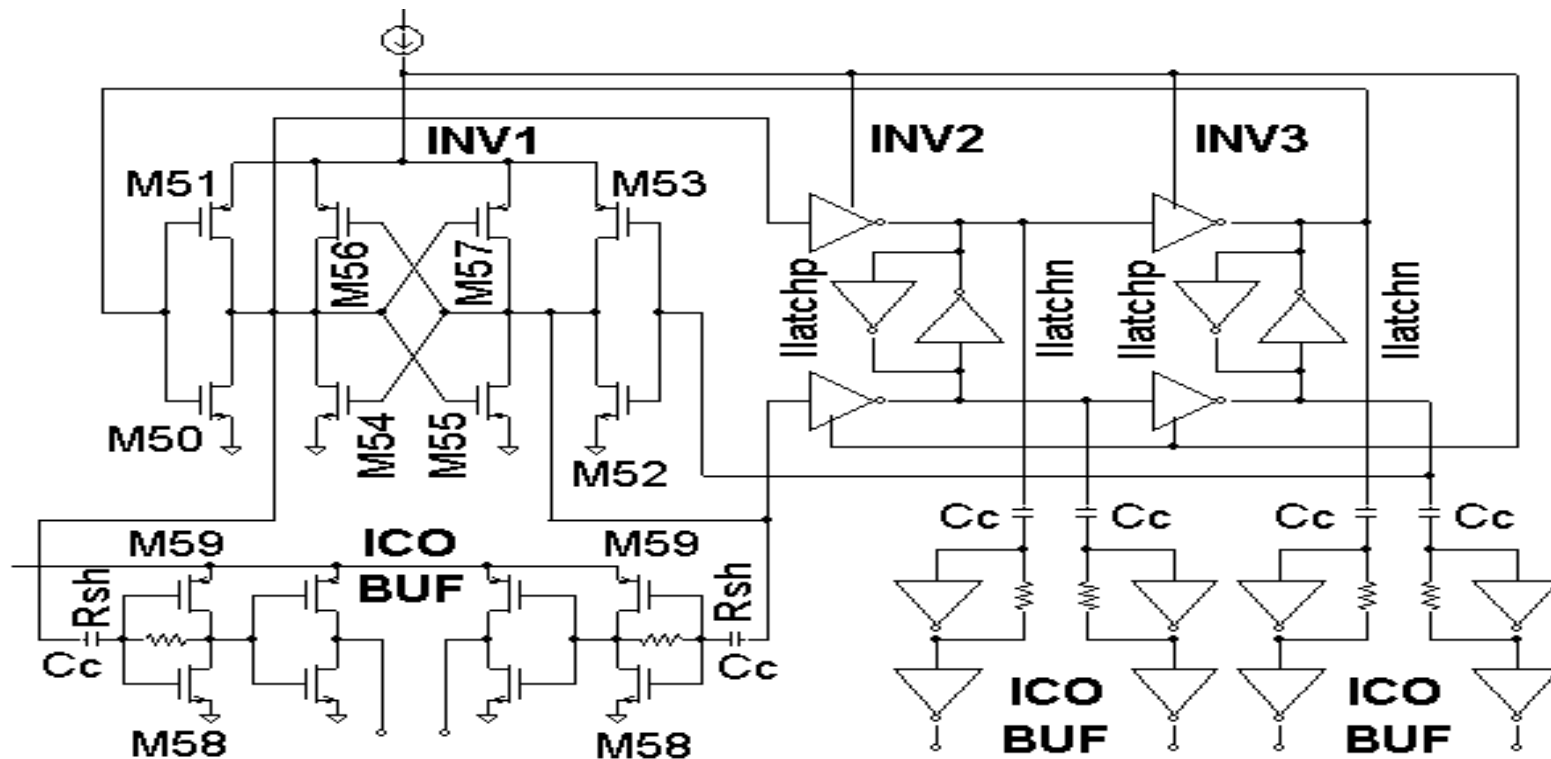 INV1
INV2
INV3
M51
M53
M56
M57
Ilatchp
Ilatchn
Ilatchp
Ilatchn
M50
M54
M55
M52
M59
ICO
BUF
M59
Rsh
Rsh
Cc
Cc
M58
M58
Cc
Cc
Cc
Cc
ICO
BUF
ICO
BUF